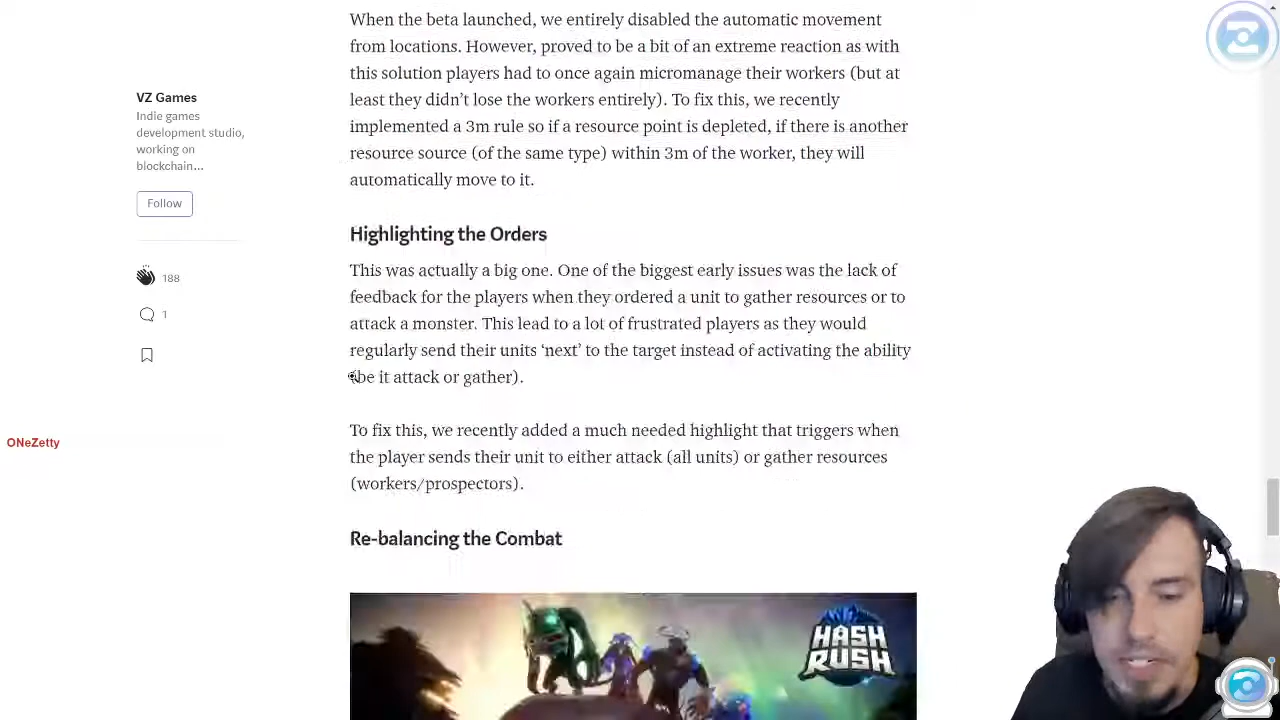 When the beta launched, we entirely disabled the automatic movement
from locations. However, proved to be a bit of an extreme reaction as with
this solution players had to once again micromanage their workers (but at
least they didn’t lose the workers entirely). To fix this, we recently
implemented a 3m rule so if a resource point is depleted, if there is another
resource source (of the same type) within 3m of the worker, they will
automatically move to it.
VZ Games
Indie games
development studio,
working on
blockchain...
Follow
188
1
Highlighting the Orders
This was actually a big one. One of the biggest early issues was the lack of
feedback for the players when they ordered a unit to gather resources or to
attack a monster. This lead to a lot of frustrated players as they would
regularly send their units ‘next’ to the target instead of activating the ability
(be it attack or gather).
ONeZetty
To fix this, we recently added a much needed highlight that triggers when
the player sends their unit to either attack (all units) or gather resources
(workers/prospectors).
Re-balancing the Combat
HASH
RUSH